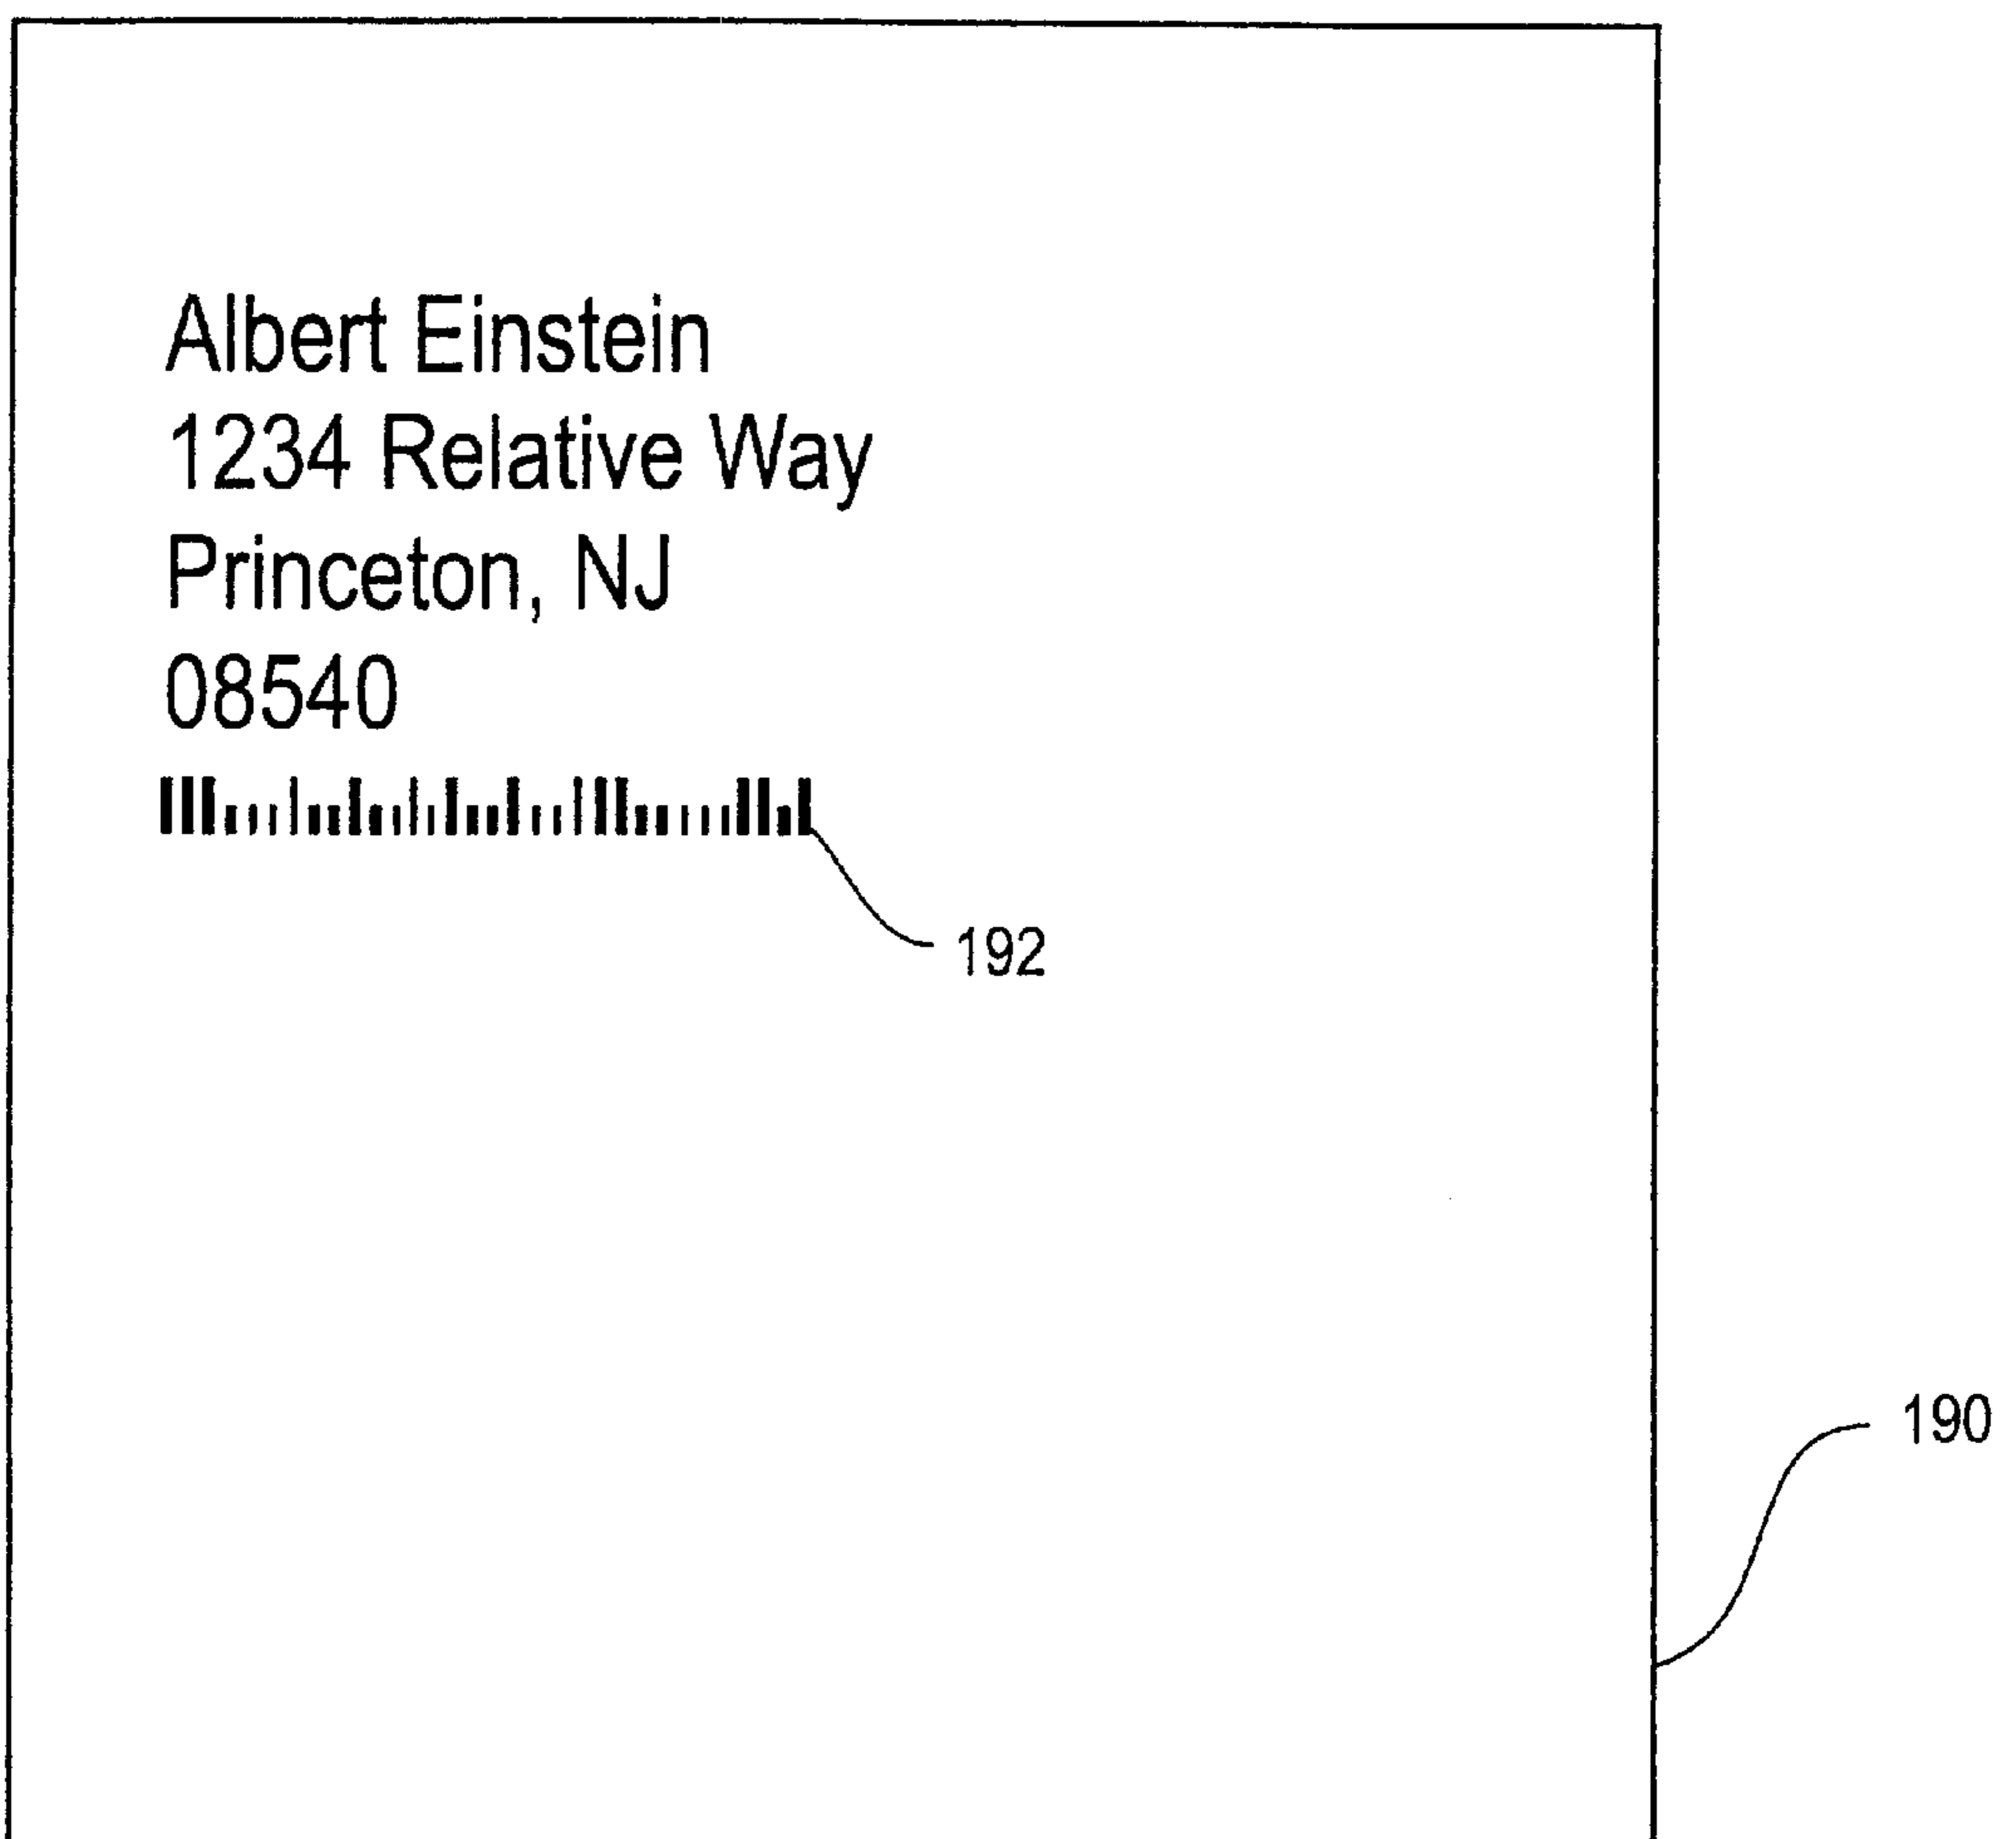 Albert Einstein
1234 Relative Way
Princeton, NJ
08540
192
190